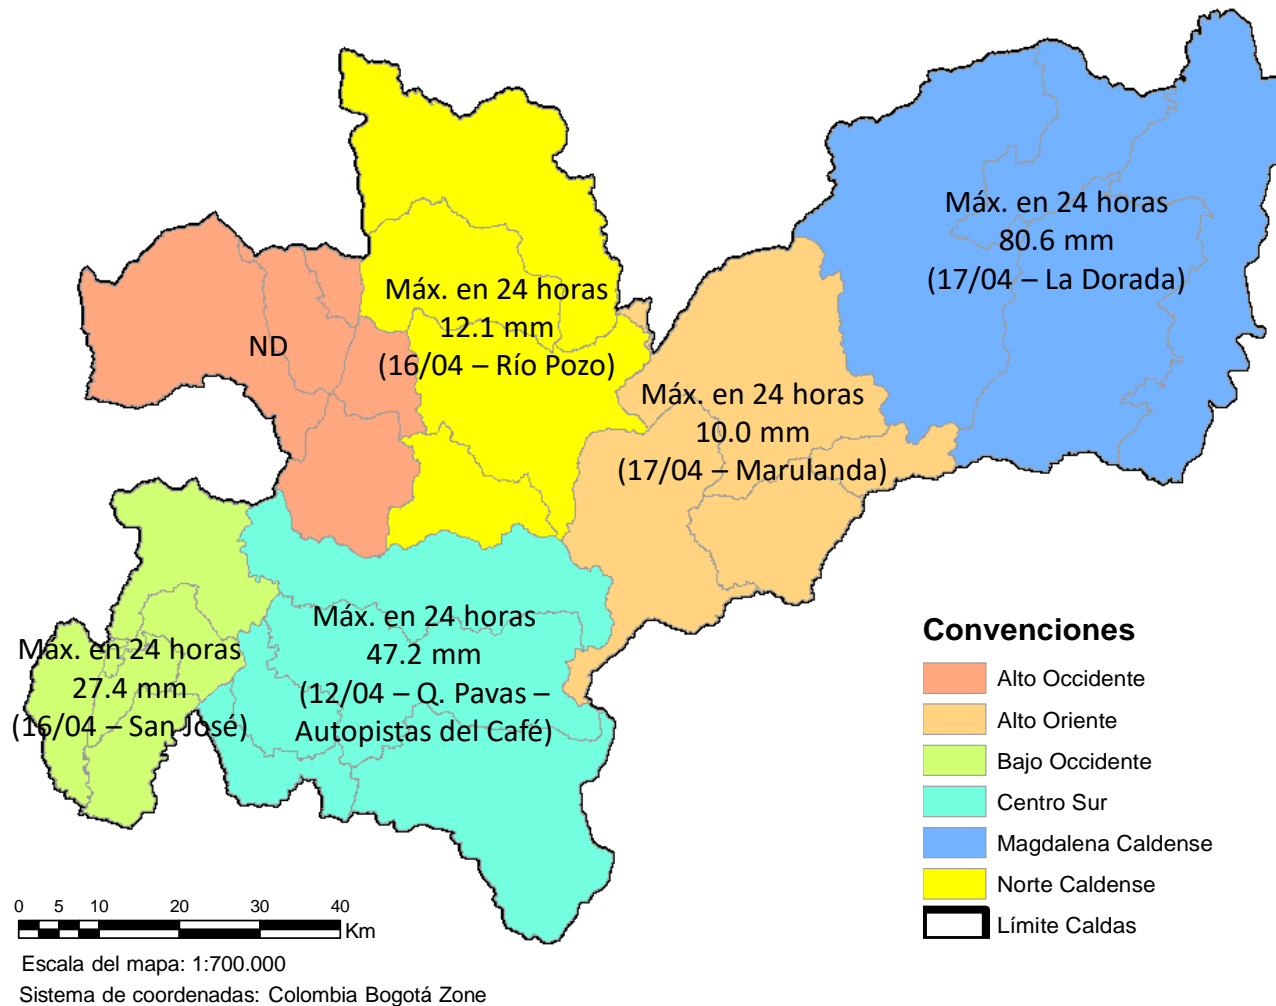 Máx. en 24 horas
80.6 mm
(17/04 – La Dorada)
Máx. en 24 horas
12.1 mm
(16/04 – Río Pozo)
ND
Máx. en 24 horas
10.0 mm
(17/04 – Marulanda)
Máx. en 24 horas
47.2 mm
(12/04 – Q. Pavas –
Autopistas del Café)
Máx. en 24 horas
27.4 mm
(16/04 – San José)
Convenciones
Alto Occidente
Alto Oriente
Bajo Occidente
Centro Sur
Magdalena Caldense
Norte Caldense
Límite Caldas
0 5 10 20 30 40
Km
Escala del mapa: 1:700.000
Sistema de coordenadas: Colombia Bogotá Zone